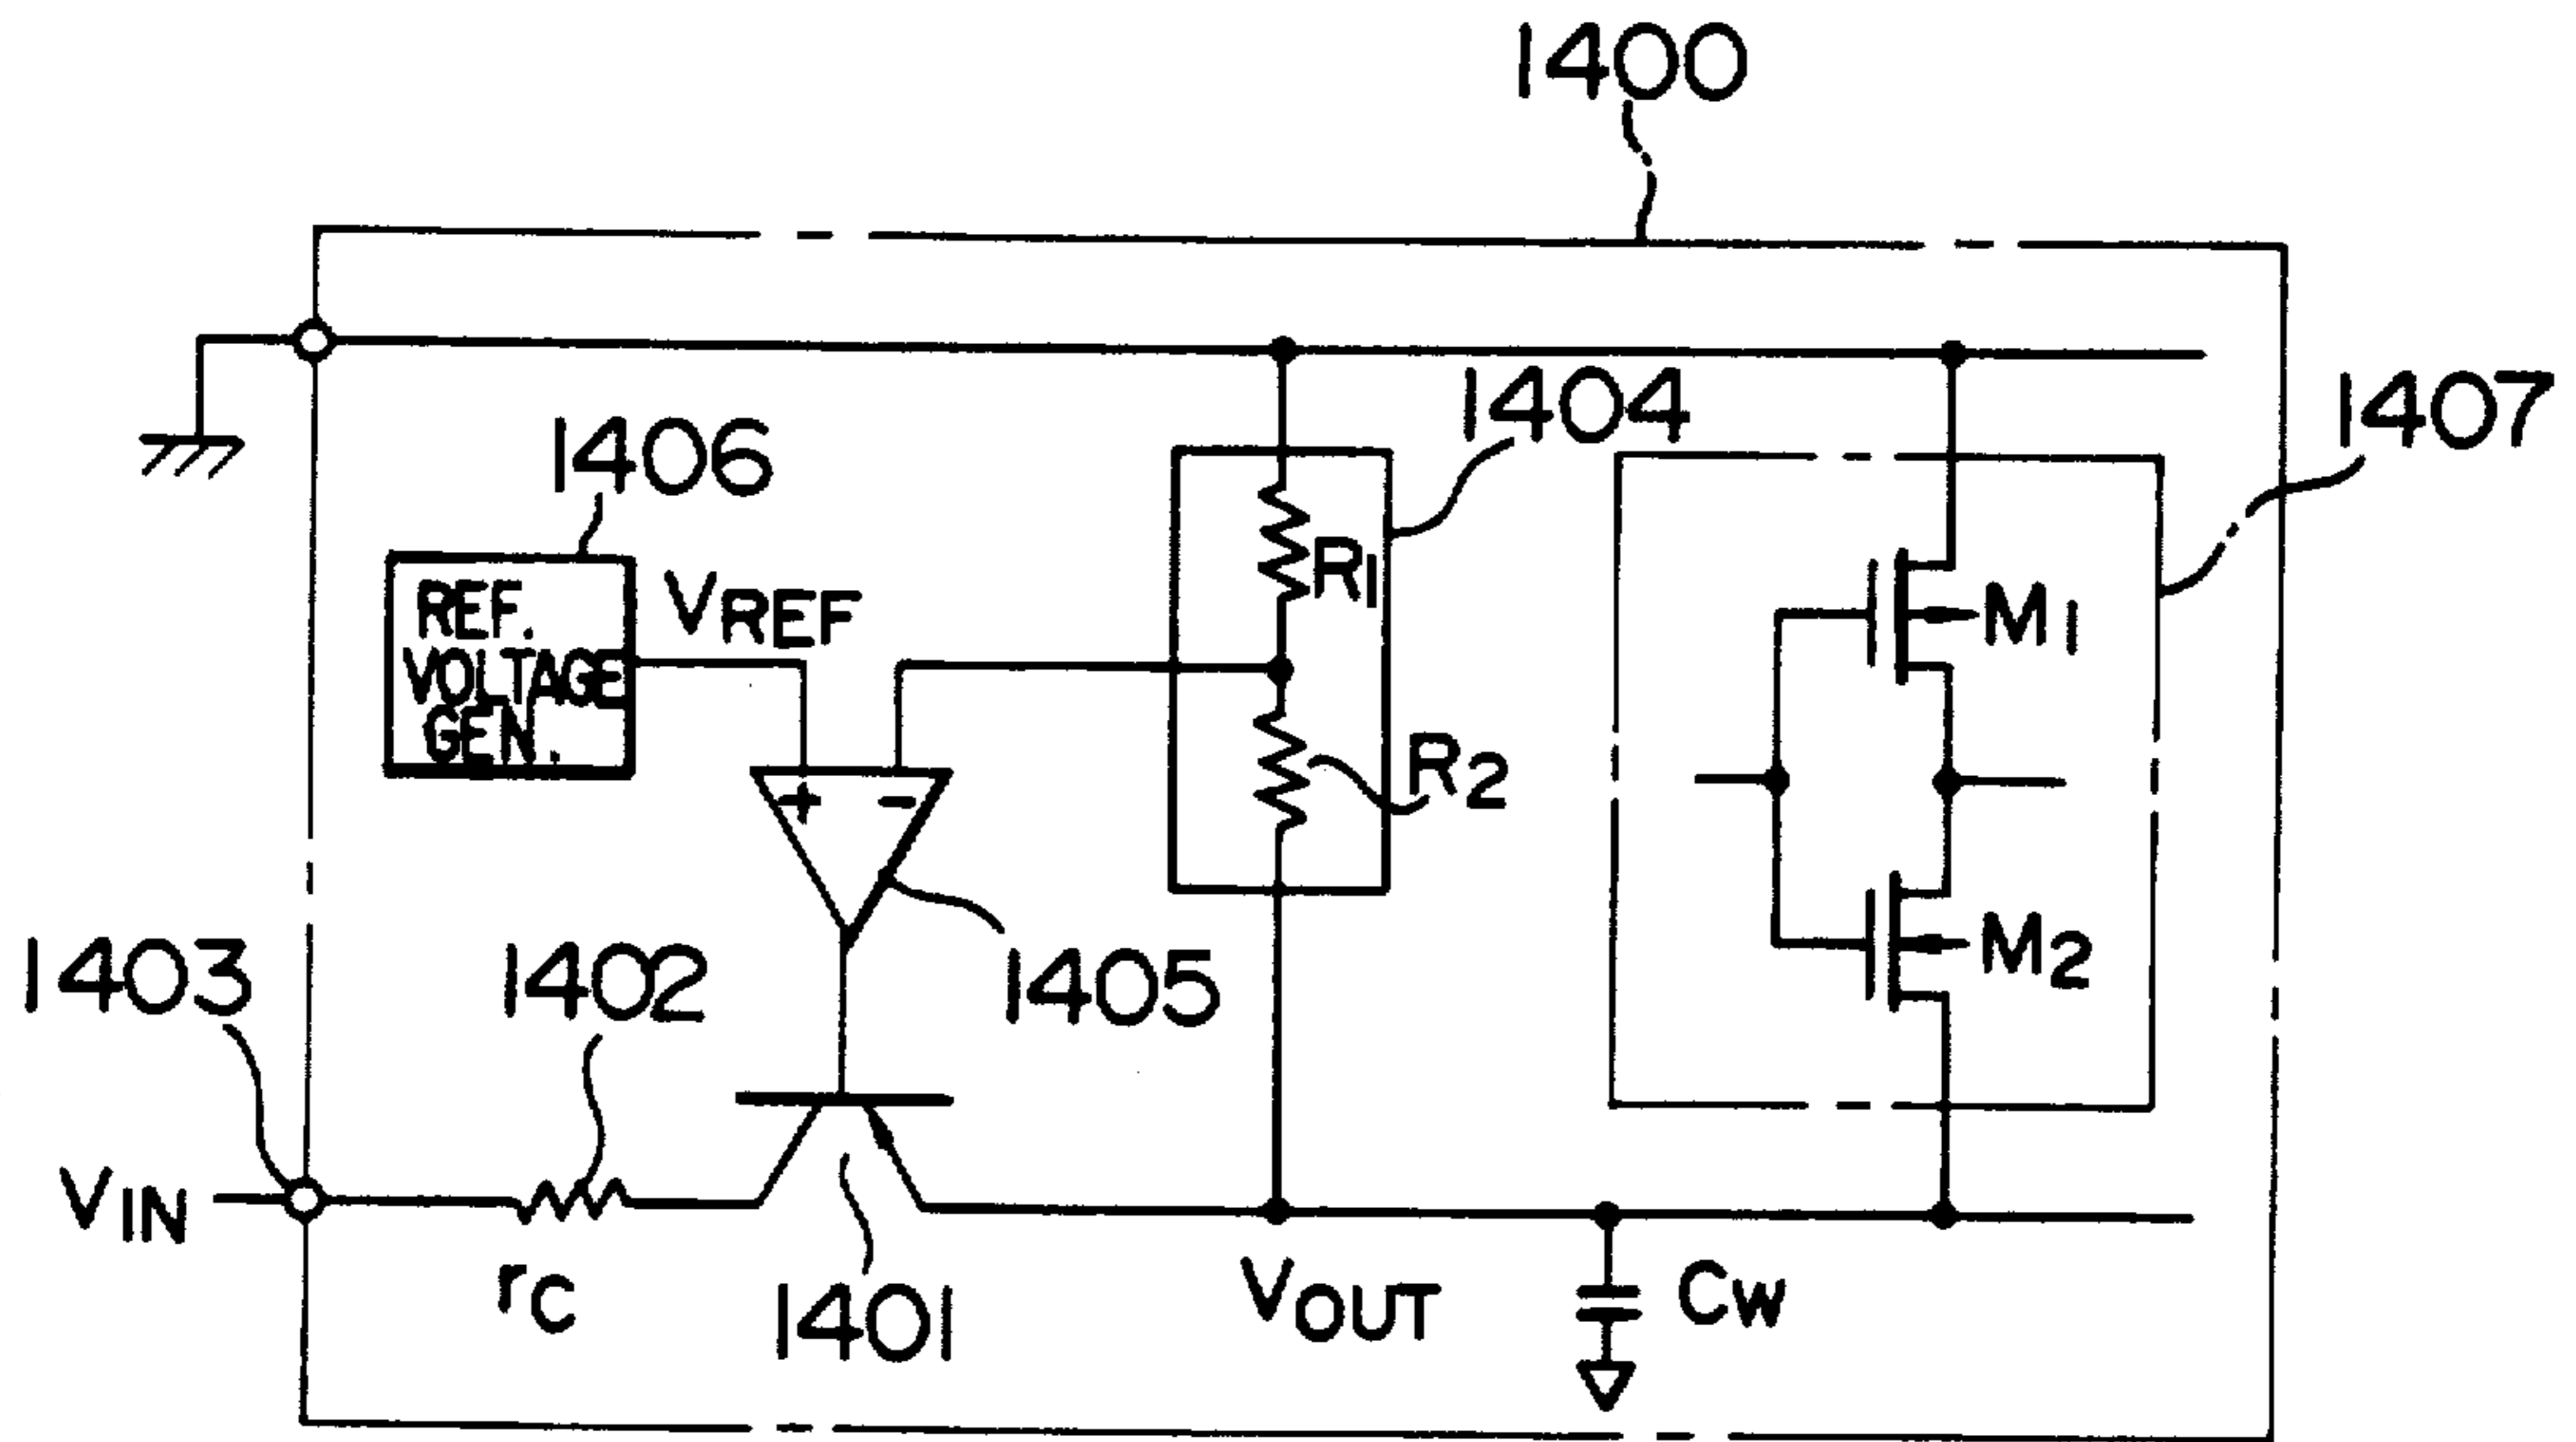 1400
1404
1407
1406
REF.
VOLTAGE
GEN.
VREF
R1
M1
+ −
R2
1403
1402
1405
M2
VIN
rC
1401
VOUT
CW